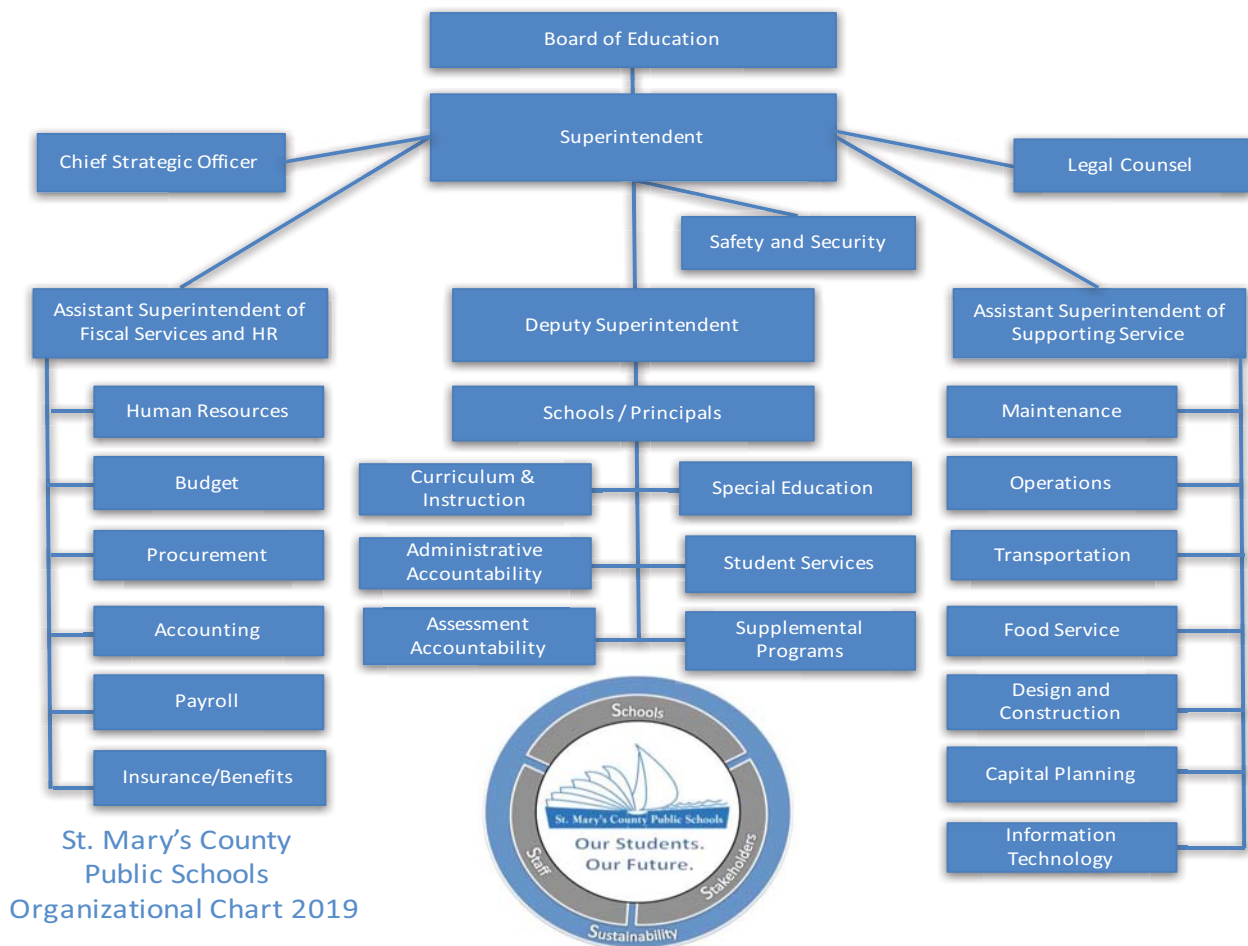 Board of Education
Superintendent
Chief Strategic Officer
Legal Counsel
Safety and Security
Assistant Superintendent of
Fiscal Services and HR
Deputy Superintendent
Assistant Superintendent of
Supporting Service
Human Resources
Budget
Procurement
Accounting
Payroll
Insurance/Benefits
Schools / Principals
Curriculum &
Instruction
Special Education
Administrative
Accountability
Student Services
Assessment
Accountability
Supplemental
Programs
Maintenance
Operations
Transportation
Food Service
Design and
Construction
Capital Planning
Information
Technology
Schools
St. Mary's County Public Schools
Our Students.
Our Future.
Staff
Stakeholders
Sustainability
St. Mary’s County
Public Schools
Organizational Chart 2019